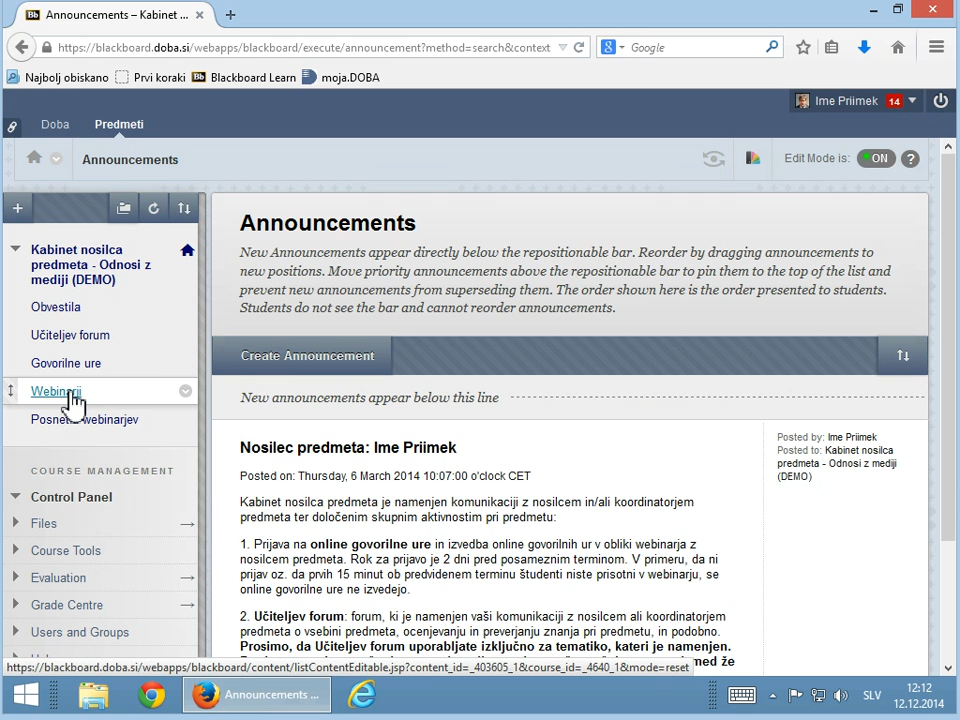 Announcements – Kabinet ...
https://blackboard.doba.si/webapps/blackboard/execute/announcement?method=search&context
Google
Najbolj obiskano
Prvi koraki
Bb
Blackboard Learn
moja.DOBA
Ime Priimek 14
Doba
Predmeti
Announcements
Edit Mode is: ON ?
Kabinet nosilca
predmeta - Odnosi z
mediji (DEMO)
Obvestila
Učiteljev forum
Govorilne ure
Webinarji
Posnetki webinarjev
COURSE MANAGEMENT
Control Panel
Files
Course Tools
Evaluation
Grade Centre
Users and Groups
Announcements
New Announcements appear directly below the repositionable bar. Reorder by dragging announcements to
new positions. Move priority announcements above the repositionable bar to pin them to the top of the list and
prevent new announcements from superseding them. The order shown here is the order presented to students.
Students do not see the bar and cannot reorder announcements.
Create Announcement
New announcements appear below this line
Nosilec predmeta: Ime Priimek
Posted on: Thursday, 6 March 2014 10:07:00 o'clock CET
Kabinet nosilca predmeta je namenjen komunikaciji z nosilcem in/ali koordinatorjem
predmeta ter določenim skupnim aktivnostim pri predmetu:
1. Prijava na online govorilne ure in izvedba online govorilnih ur v obliki webinarja z
nosilcem predmeta. Rok za prijavo je 2 dni pred posameznim terminom. V primeru, da ni
prijav oz. da prvih 15 minut ob predvidenem terminu študenti niste prisotni v webinarju, se
online govorilne ure ne izvedejo.
2. Učiteljev forum: forum, ki je namenjen vaši komunikaciji z nosilcem ali koordinatorjem
predmeta o vsebini predmeta, ocenjevanju in preverjanju znanja pri predmetu, in podobno.
Prosimo, da Učiteljev forum uporabljate izključno za tematiko, kateri je namenjen.
med že
Posted by: Ime Priimek
Posted to: Kabinet nosilca
predmeta - Odnosi z mediji
(DEMO)
https://blackboard.doba.si/webapps/blackboard/content/listContentEditable.jsp?content_id=_403605_1&course_id=_4640_1&mode=reset
Announcements ...
SLV
12:12
12.12.2014